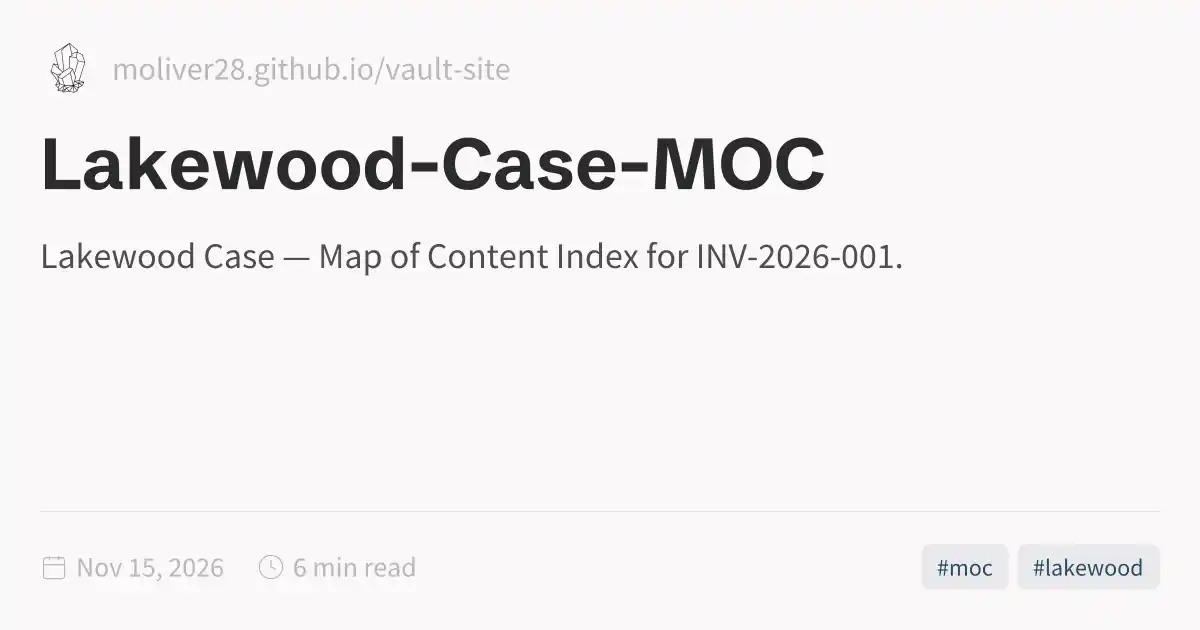 moliver28.github.io/vault-site
Lakewood-Case-MOC
Lakewood Case — Map of Content Index for INV-2026-001.
Nov 15, 2026 6 min read #moc #lakewood